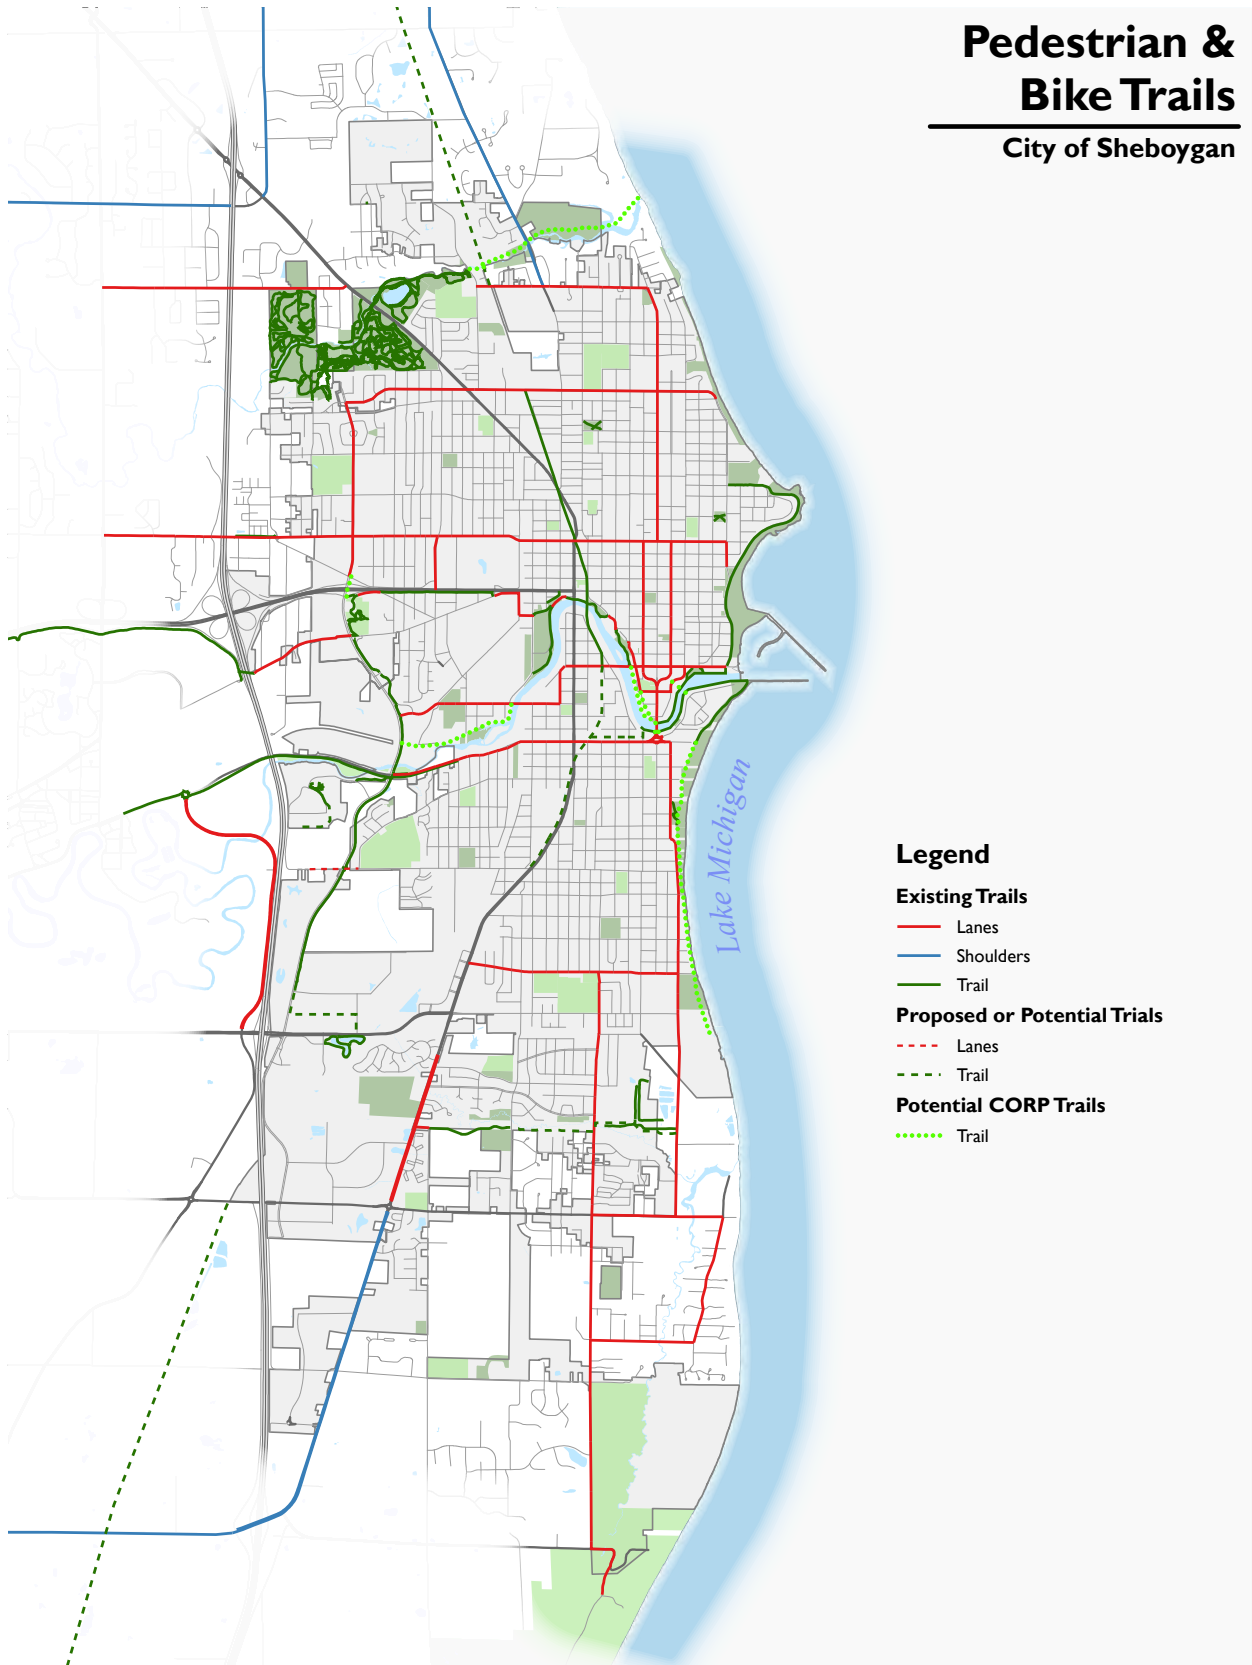 Pedestrian &
Bike Trails
City of Sheboygan
Lake Michigan
Legend
Existing Trails
Lanes
Shoulders
Trail
Proposed or Potential Trials
Lanes
Trail
Potential CORP Trails
Trail